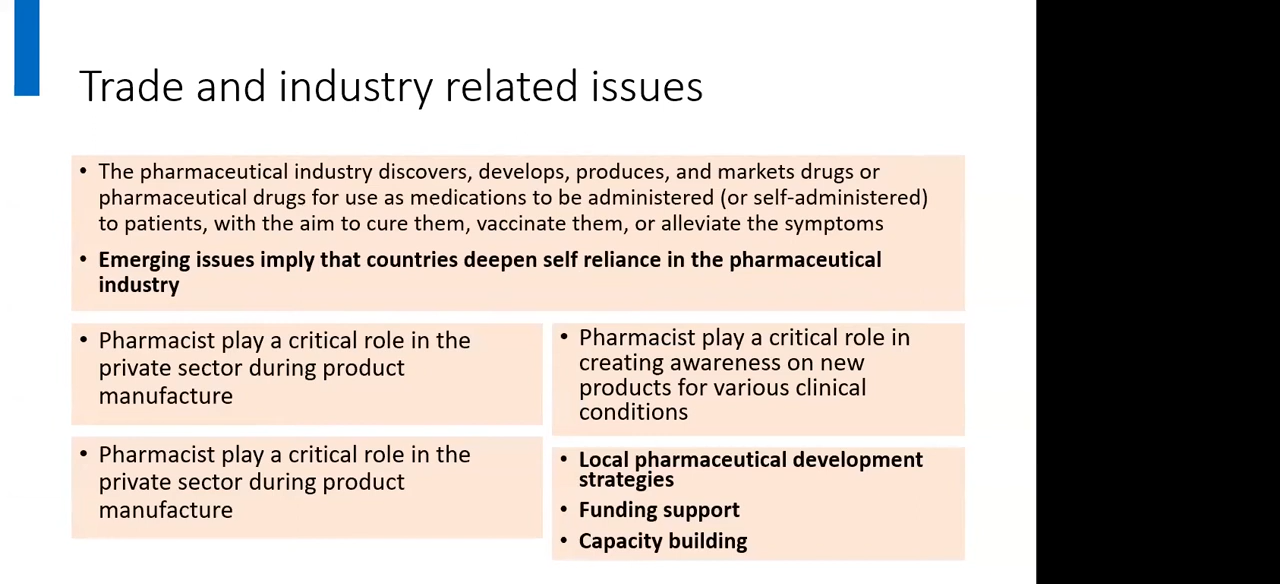 Trade and industry related issues
• The pharmaceutical industry discovers, develops, produces, and markets drugs or
pharmaceutical drugs for use as medications to be administered (or self-administered)
to patients, with the aim to cure them, vaccinate them, or alleviate the symptoms
• Emerging issues imply that countries deepen self reliance in the pharmaceutical
industry
• Pharmacist play a critical role in the
private sector during product
manufacture
• Pharmacist play a critical role in
creating awareness on new
products for various clinical
conditions
• Pharmacist play a critical role in the
private sector during product
manufacture
• Local pharmaceutical development
strategies
• Funding support
• Capacity building